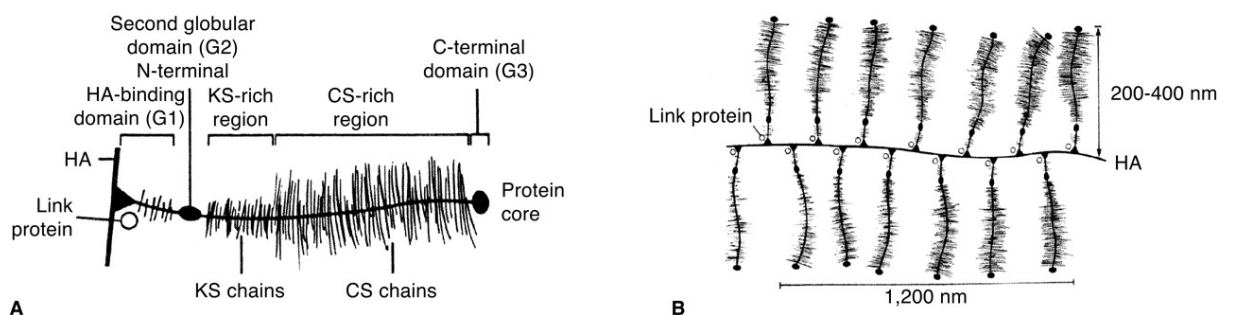 Second globular
domain (G2)
N-terminal
HA-binding
domain (G1)
KS-rich
region
CS-rich
region
C-terminal
domain (G3)
HA
Link
protein
Protein
core
KS chains
CS chains
A
Link protein
200-400 nm
HA
1,200 nm
B